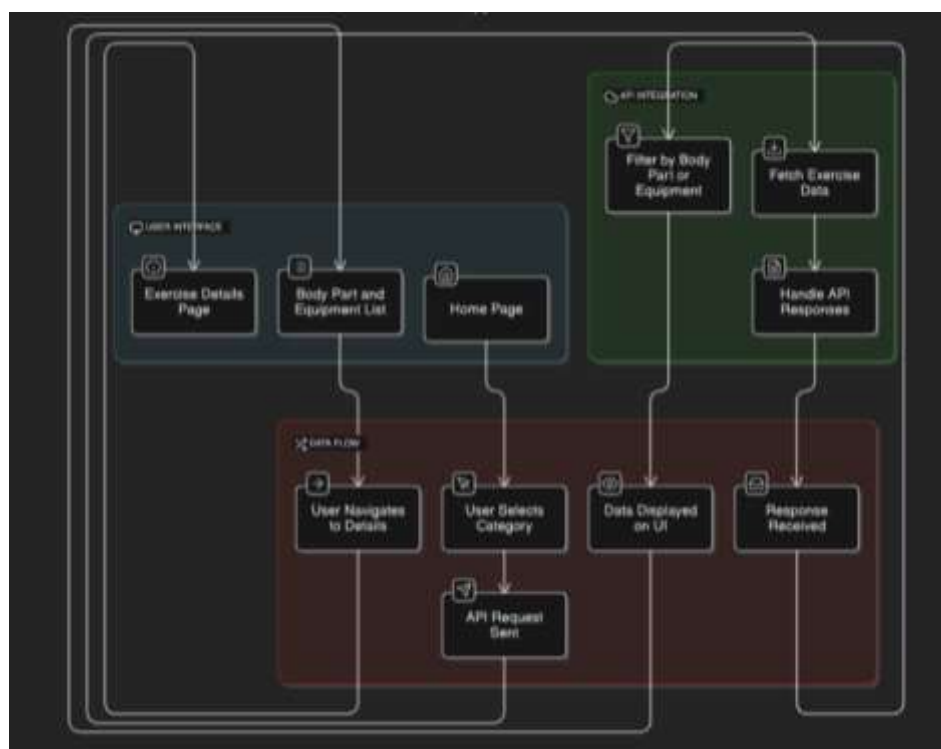 API INTEGRATION
Filter by Body
Part or
Equipment
Fetch Exercise
Data
USER INTERFACE
Exercise Details
Page
Body Part and
Equipment List
Home Page
Handle API
Responses
DATA FLOW
User Navigates
to Details
User Selects
Category
Data Displayed
on UI
Response
Received
API Request
Sent